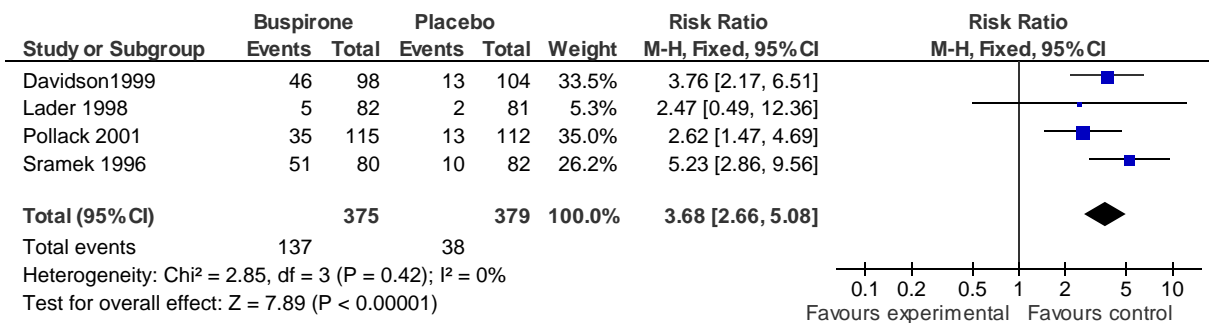 Buspirone Placebo Risk Ratio Risk Ratio
Study or Subgroup Events Total Events Total Weight M-H, Fixed, 95% CI M-H, Fixed, 95% CI
Davidson1999 46 98 13 104 33.5% 3.76 [2.17, 6.51]
Lader 1998 5 82 2 81 5.3% 2.47 [0.49, 12.36]
Pollack 2001 35 115 13 112 35.0% 2.62 [1.47, 4.69]
Sramek 1996 51 80 10 82 26.2% 5.23 [2.86, 9.56]
Total (95% CI) 375 379 100.0% 3.68 [2.66, 5.08]
Total events 137 38
Heterogeneity: Chi² = 2.85, df = 3 (P = 0.42); I² = 0%
Test for overall effect: Z = 7.89 (P < 0.00001)
0.1 0.2 0.5 1 2 5 10
Favours experimental Favours control